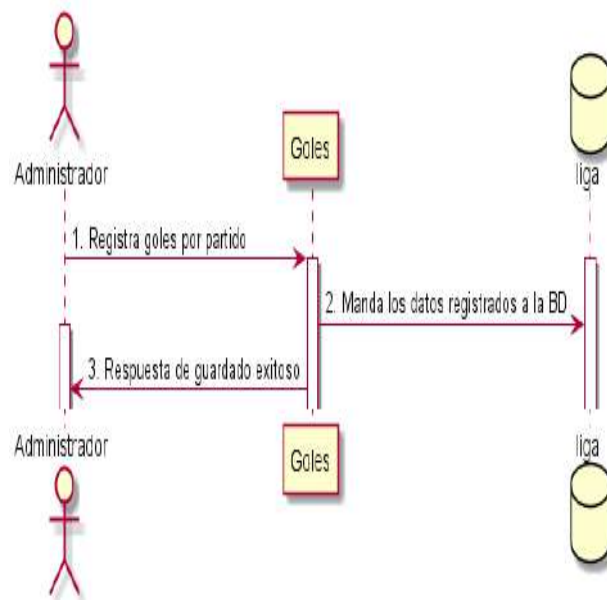 Administrador
Goles
liga
1. Registra goles por partido
2. Manda los datos registrados a la BD
3. Respuesta de guardado exitoso
Administrador
Goles
liga